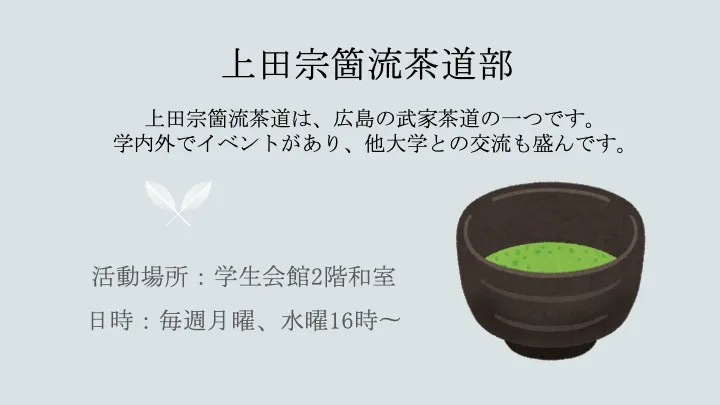 上田宗箇流茶道部
上田宗箇流茶道は、広島の武家茶道の一つです。
学内外でイベントがあり、他大学との交流も盛んです。
活動場所：学生会館2階和室
日時：毎週月曜、水曜16時～